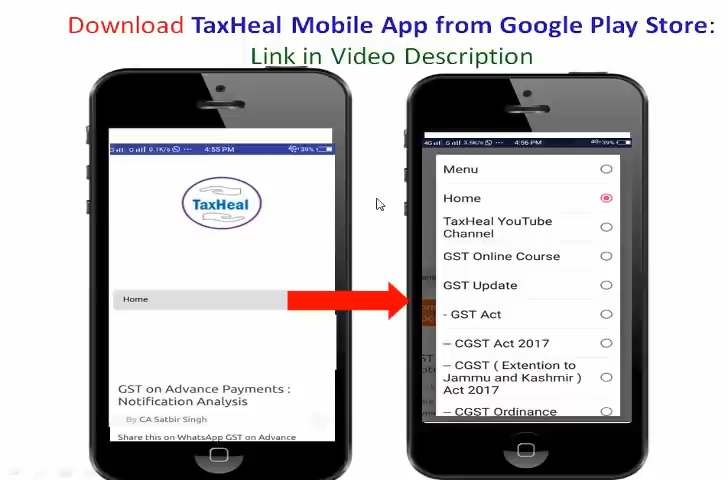 Download TaxHeal Mobile App from Google Play Store:
Link in Video Description
4:55 PM
39%
TaxHeal
Home
GST on Advance Payments :
Notification Analysis
By CA Satbir Singh
Share this on WhatsApp GST on Advance
4:56 PM
39%
Menu
Home
TaxHeal YouTube
Channel
GST Online Course
GST Update
- GST Act
-- CGST Act 2017
-- CGST ( Extention to
Jammu and Kashmir )
Act 2017
-- CGST Ordinance